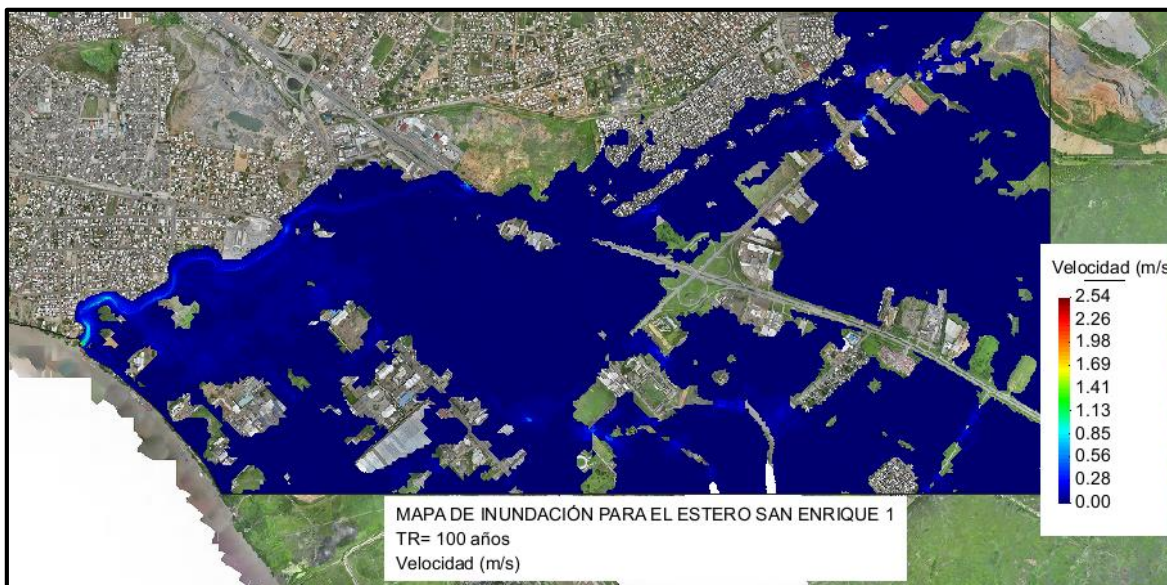 Velocidad (m/s
2.54
2.26
1.98
1.69
1.41
1.13
0.85
0.56
0.28
0.00
MAPA DE INUNDACIÓN PARA EL ESTERO SAN ENRIQUE 1
TR= 100 años
Velocidad (m/s)